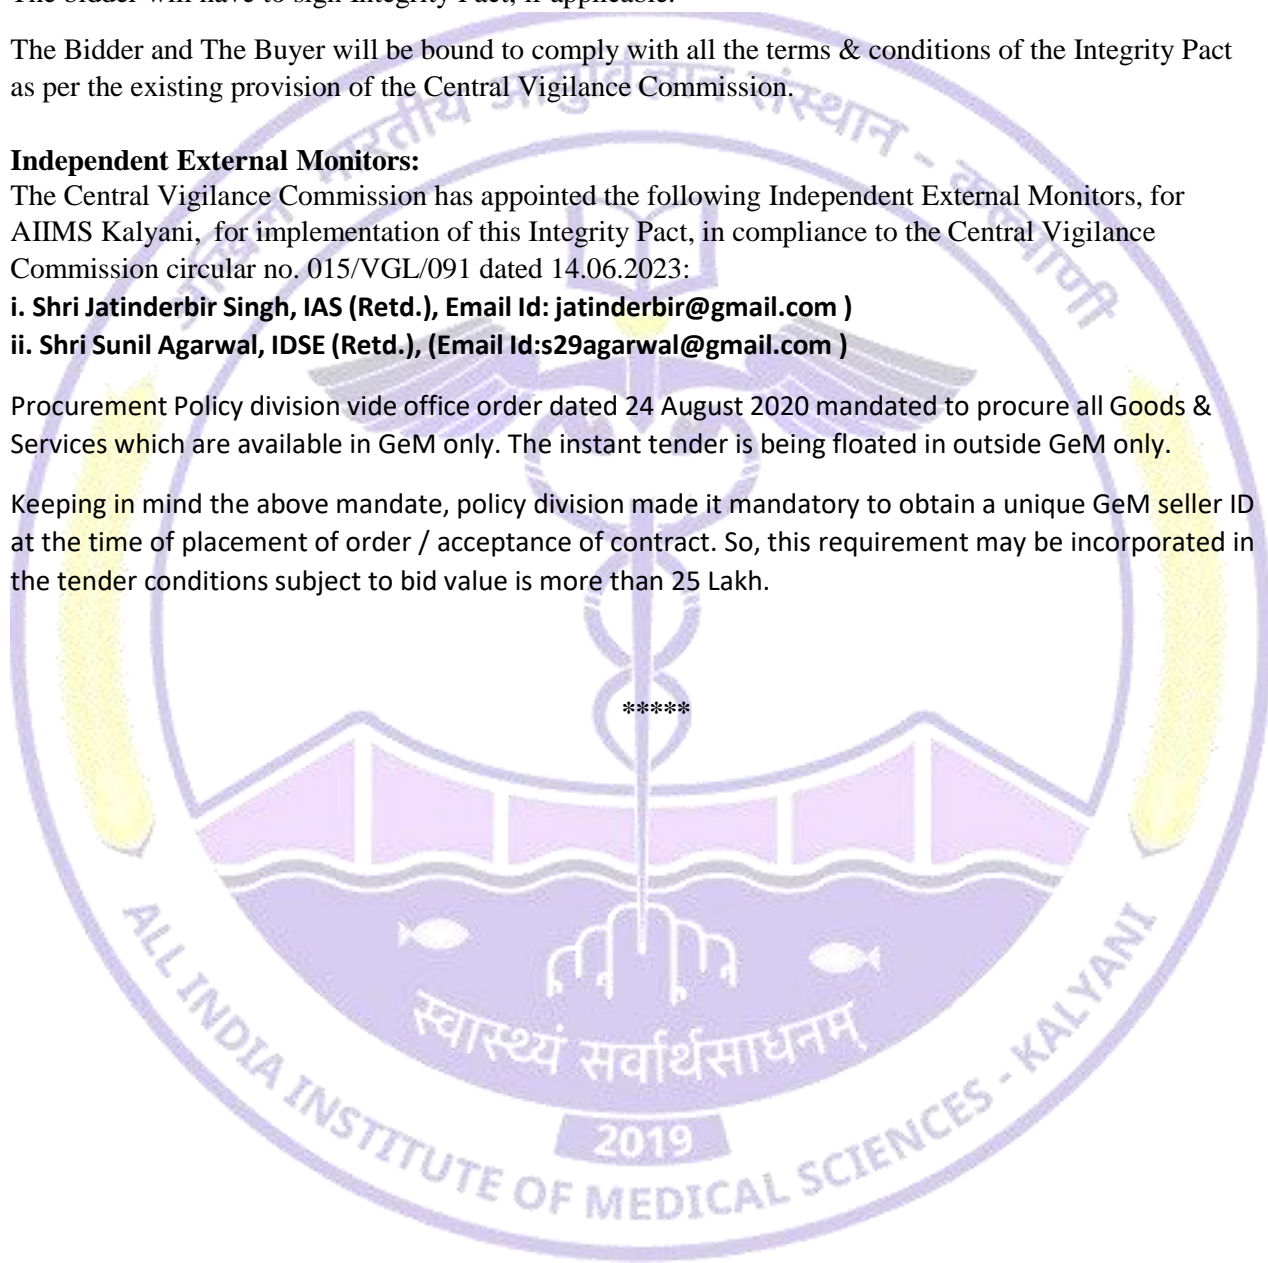 The bidder will have to sign Integrity Pact, if applicable.
The Bidder and The Buyer will be bound to comply with all the terms & conditions of the Integrity Pact
as per the existing provision of the Central Vigilance Commission.
Independent External Monitors:
The Central Vigilance Commission has appointed the following Independent External Monitors, for
AIIMS Kalyani, for implementation of this Integrity Pact, in compliance to the Central Vigilance
Commission circular no. 015/VGL/091 dated 14.06.2023:
i. Shri Jatinderbir Singh, IAS (Retd.), Email Id: jatinderbir@gmail.com )
ii. Shri Sunil Agarwal, IDSE (Retd.), (Email Id:s29agarwal@gmail.com )
Procurement Policy division vide office order dated 24 August 2020 mandated to procure all Goods &
Services which are available in GeM only. The instant tender is being floated in outside GeM only.
Keeping in mind the above mandate, policy division made it mandatory to obtain a unique GeM seller ID
at the time of placement of order / acceptance of contract. So, this requirement may be incorporated in
the tender conditions subject to bid value is more than 25 Lakh.
*****
अखिल भारतीय आयुर्विज्ञान संस्थान - कल्याणी
स्वास्थ्यं सर्वार्थसाधनम्
2019
ALL INDIA INSTITUTE OF MEDICAL SCIENCES - KALYANI